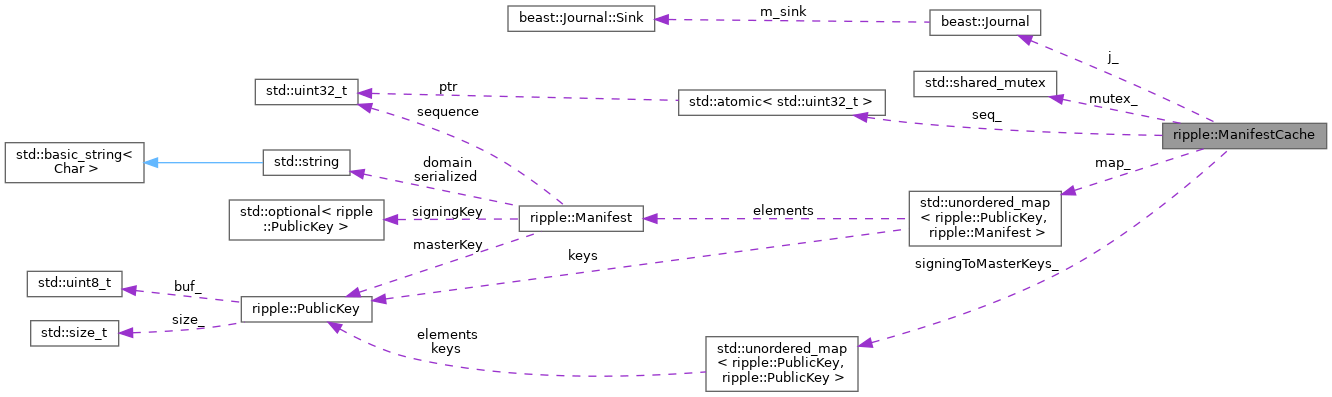 beast::Journal::Sink
m_sink
beast::Journal
j_
std::uint32_t
ptr
std::atomic< std::uint32_t >
std::shared_mutex
mutex_
sequence
seq_
ripple::ManifestCache
std::basic_string<
Char >
std::string
domain
serialized
map_
std::optional< ripple
::PublicKey >
signingKey
ripple::Manifest
elements
std::unordered_map
< ripple::PublicKey,
ripple::Manifest >
masterKey
keys
signingToMasterKeys_
std::uint8_t
buf_
ripple::PublicKey
std::size_t
size_
elements
keys
std::unordered_map
< ripple::PublicKey,
ripple::PublicKey >